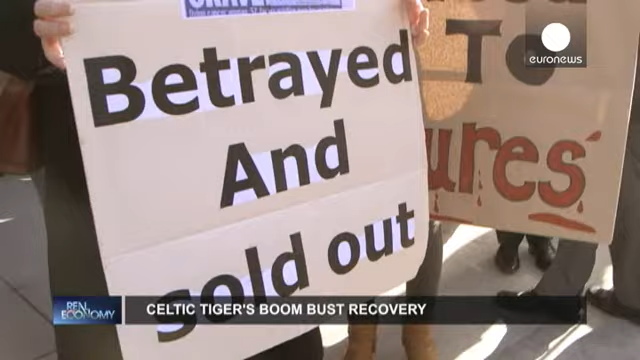 Betrayed
And
sold out
TO
ures
euronews
REAL ECONOMY
CELTIC TIGER'S BOOM BUST RECOVERY